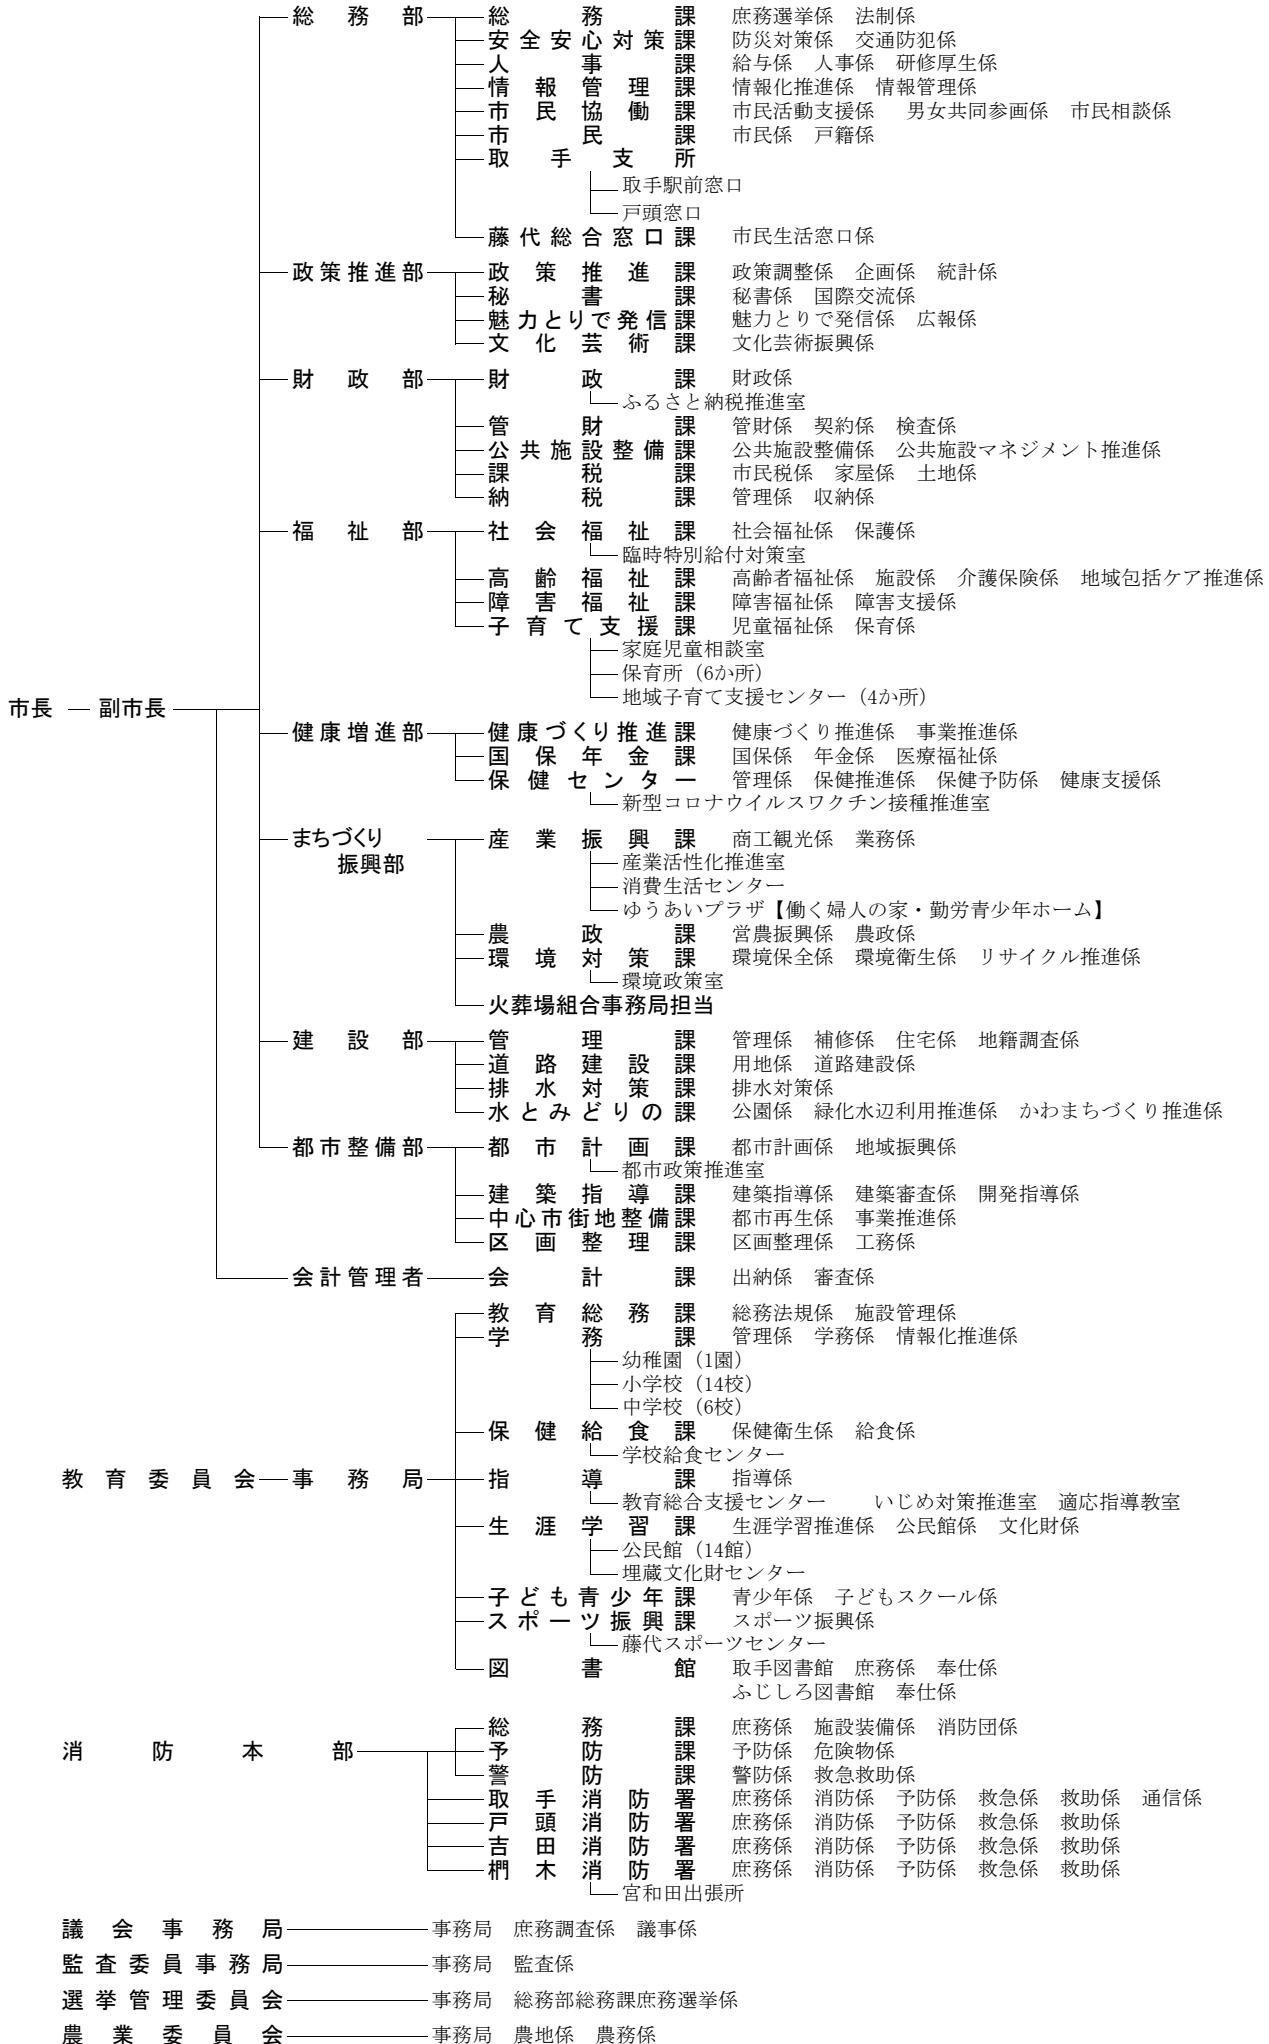 総務部 総務課 庶務選挙係 法制係
安全安心対策課 防災対策係 交通防犯係
人事課 給与係 人事係 研修厚生係
情報管理課 情報化推進係 情報管理係
市民協働課 市民活動支援係 男女共同参画係 市民相談係
市民課 市民係 戸籍係
取手支所
取手駅前窓口
戸頭窓口
藤代総合窓口課 市民生活窓口係
政策推進部 政策推進課 政策調整係 企画係 統計係
秘書課 秘書係 国際交流係
魅力とりで発信課 魅力とりで発信係 広報係
文化芸術課 文化芸術振興係
財政部 財政課 財政係
ふるさと納税推進室
管財課 管財係 契約係 検査係
公共施設整備課 公共施設整備係 公共施設マネジメント推進係
課税課 市民税係 家屋係 土地係
納税課 管理係 収納係
福祉部 社会福祉課 社会福祉係 保護係
臨時特別給付対策室
高齢福祉課 高齢者福祉係 施設係 介護保険係 地域包括ケア推進係
障害福祉課 障害福祉係 障害支援係
子育て支援課 児童福祉係 保育係
家庭児童相談室
保育所（6か所）
地域子育て支援センター（4か所）
市長 副市長
健康増進部 健康づくり推進課 健康づくり推進係 事業推進係
国保年金課 国保係 年金係 医療福祉係
保健センター 管理係 保健推進係 保健予防係 健康支援係
新型コロナウイルスワクチン接種推進室
まちづくり 産業振興課 商工観光係 業務係
振興部 産業活性化推進室
消費生活センター
ゆうあいプラザ【働く婦人の家・勤労青少年ホーム】
農政課 営農振興係 農政係
環境対策課 環境保全係 環境衛生係 リサイクル推進係
環境政策室
火葬場組合事務局担当
建設部 管理課 管理係 補修係 住宅係 地籍調査係
道路建設課 用地係 道路建設係
排水対策課 排水対策係
水とみどりの課 公園係 緑化水辺利用推進係 かわまちづくり推進係
都市整備部 都市計画課 都市計画係 地域振興係
都市政策推進室
建築指導課 建築指導係 建築審査係 開発指導係
中心市街地整備課 都市再生係 事業推進係
区画整理課 区画整理係 工務係
会計管理者 会計課 出納係 審査係
教育総務課 総務法規係 施設管理係
学務課 管理係 学務係 情報化推進係
幼稚園（1園）
小学校（14校）
中学校（6校）
保健給食課 保健衛生係 給食係
学校給食センター
教育委員会 事務局 指導課 指導係
教育総合支援センター いじめ対策推進室 適応指導教室
生涯学習課 生涯学習推進係 公民館係 文化財係
公民館（14館）
埋蔵文化財センター
子ども青少年課 青少年係 子どもスクール係
スポーツ振興課 スポーツ振興係
藤代スポーツセンター
図書館 取手図書館 庶務係 奉仕係
ふじしろ図書館 奉仕係
総務課 庶務係 施設装備係 消防団係
消防本部 予防課 予防係 危険物係
警防課 警防係 救急救助係
取手消防署 庶務係 消防係 予防係 救急係 救助係 通信係
戸頭消防署 庶務係 消防係 予防係 救急係 救助係
吉田消防署 庶務係 消防係 予防係 救急係 救助係
椚木消防署 庶務係 消防係 予防係 救急係 救助係
宮和田出張所
議会事務局 事務局 庶務調査係 議事係
監査委員事務局 事務局 監査係
選挙管理委員会 事務局 総務部総務課庶務選挙係
農業委員会 事務局 農地係 農務係